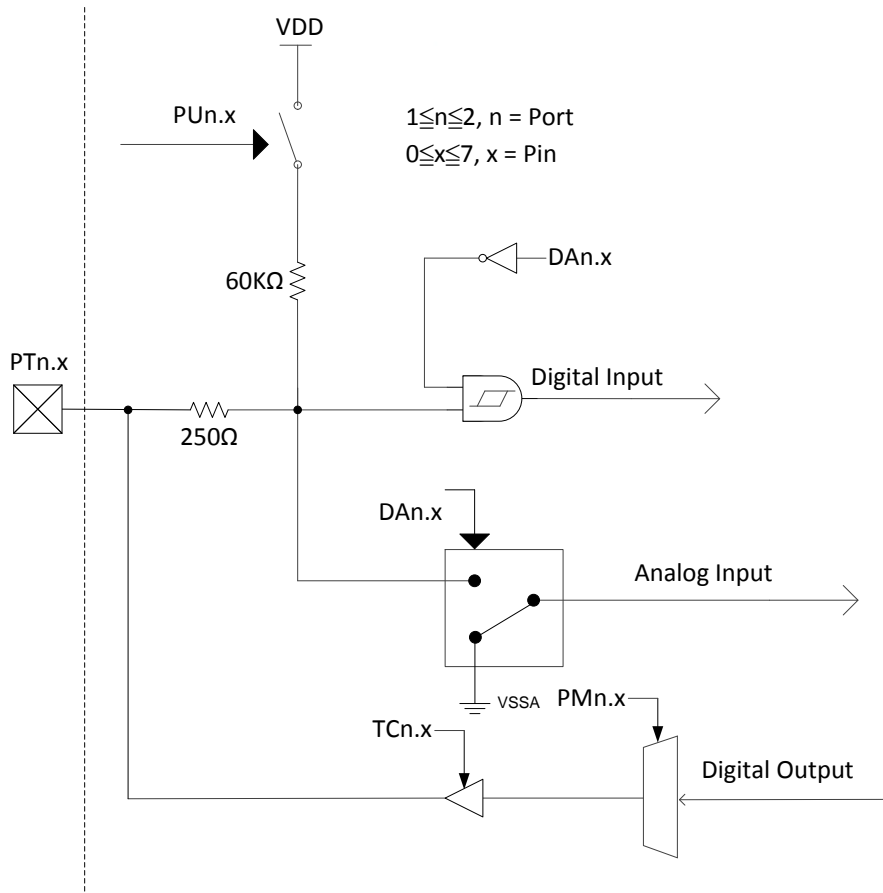 VDD
PUn.x
1≦n≦2, n = Port
0≦x≦7, x = Pin
60KΩ
DAn.x
PTn.x
Digital Input
250Ω
DAn.x
Analog Input
VSSA
PMn.x
TCn.x
Digital Output